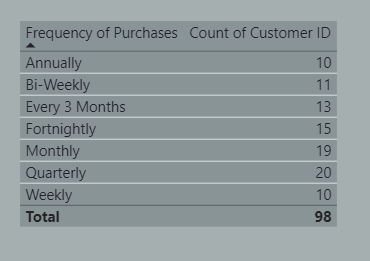 Frequency of Purchases Count of Customer ID
Annually 10
Bi-Weekly 11
Every 3 Months 13
Fortnightly 15
Monthly 19
Quarterly 20
Weekly 10
Total 98